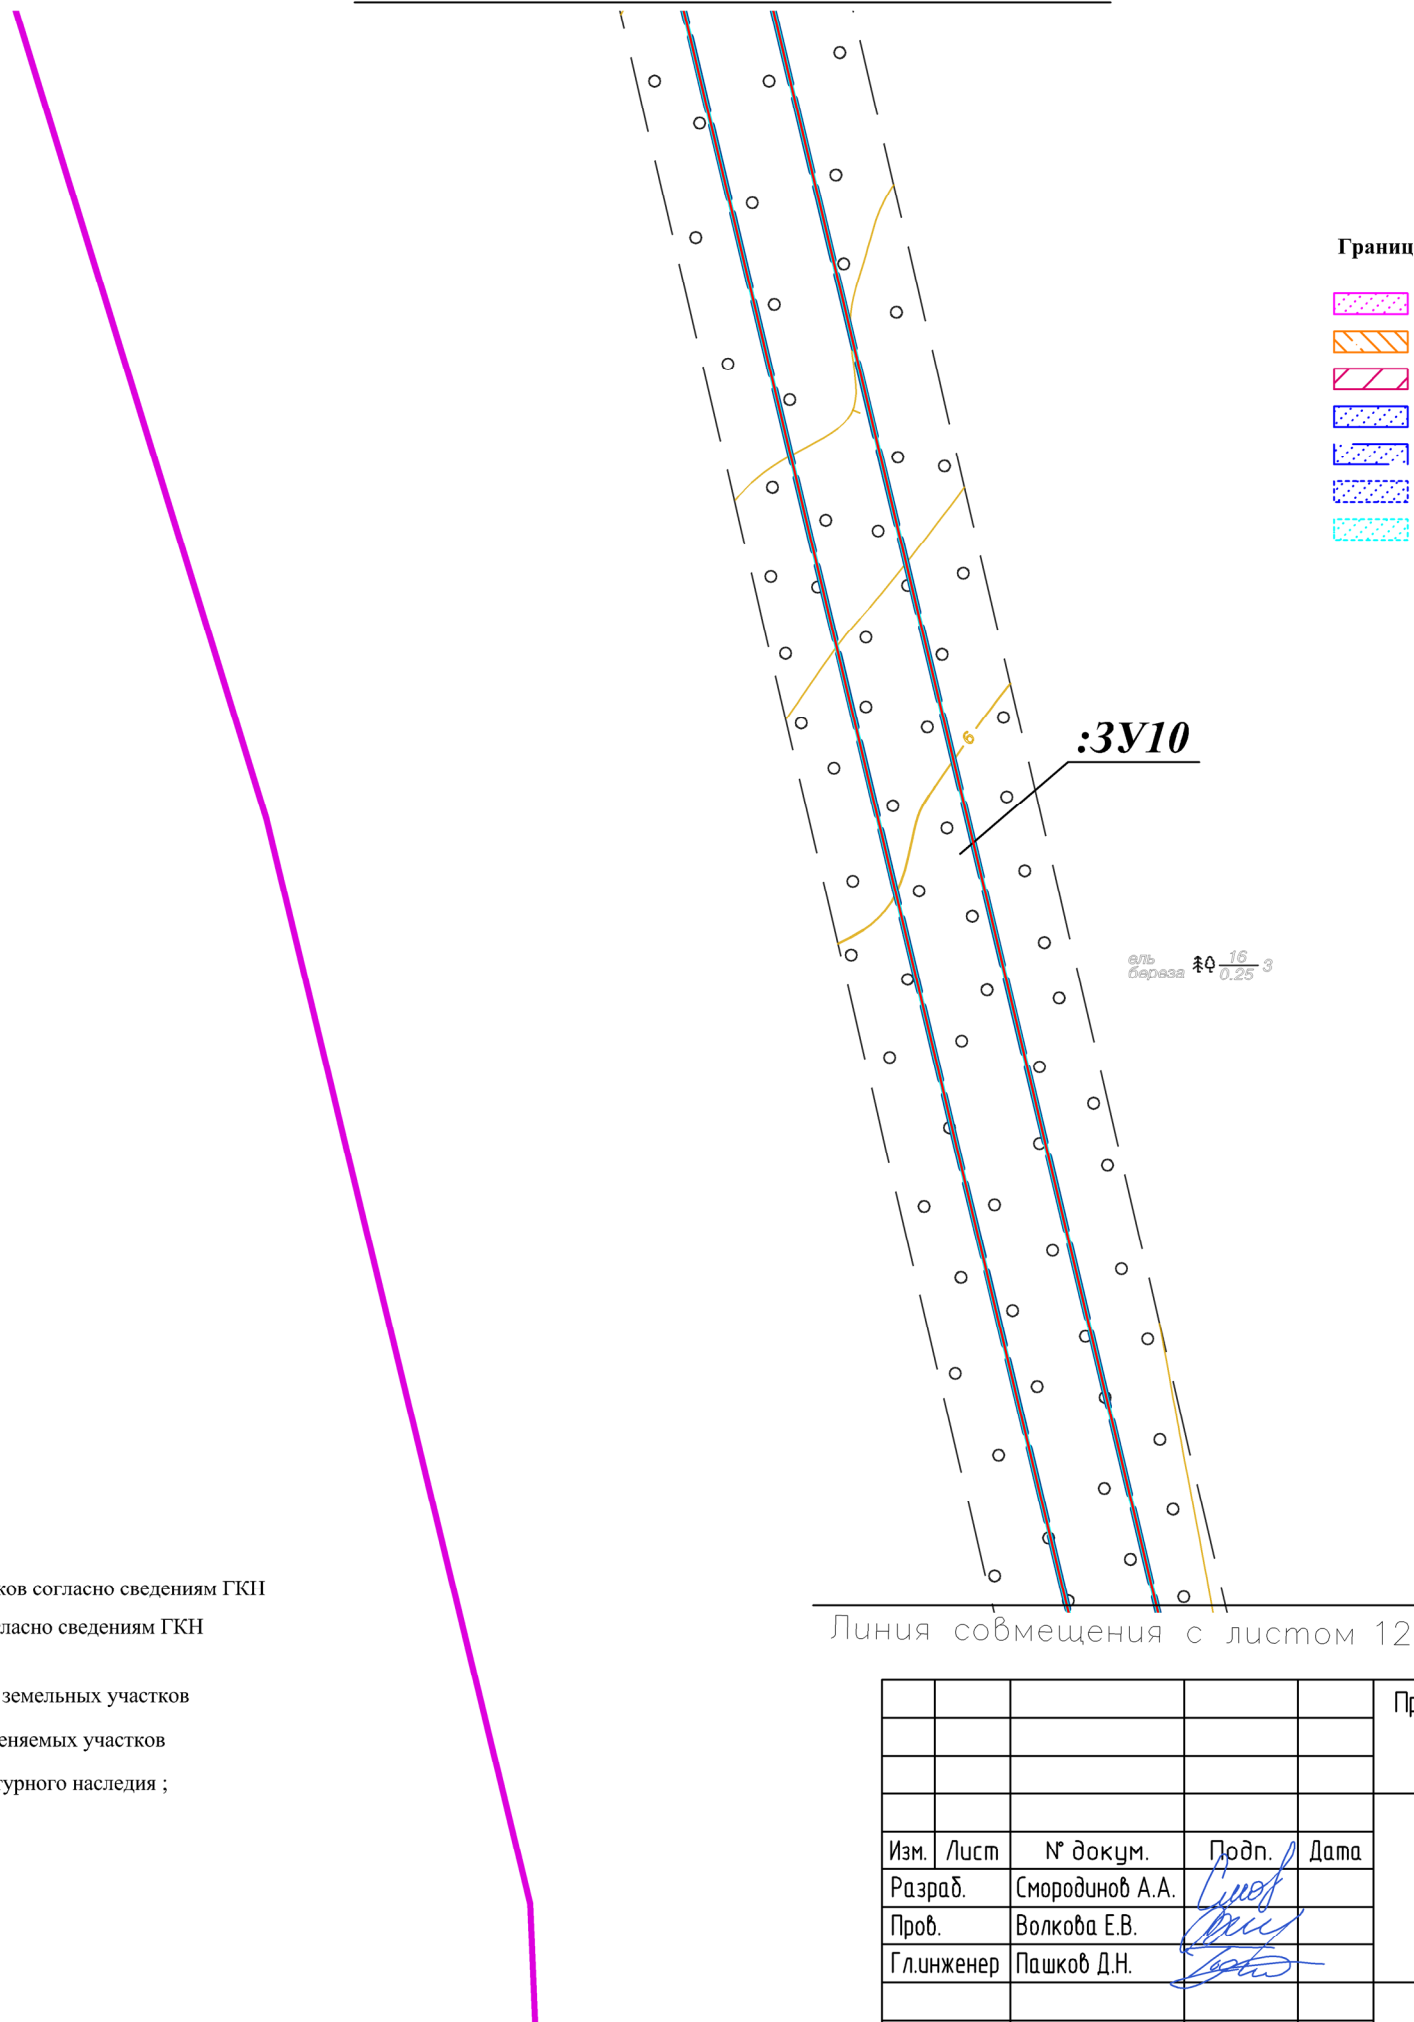 Границ
:ЗУ10
6
ель
береза
16
0.25
3
ков согласно сведениям ГКН
ласно сведениям ГКН
земельных участков
еняемых участков
турного наследия ;
Линия совмещения с листом 12
Пр
Изм. Лист № докум. Подп. Дата
Разраб. Смородинов А.А.
Пров. Волкова Е.В.
Гл.инженер Пашков Д.Н.